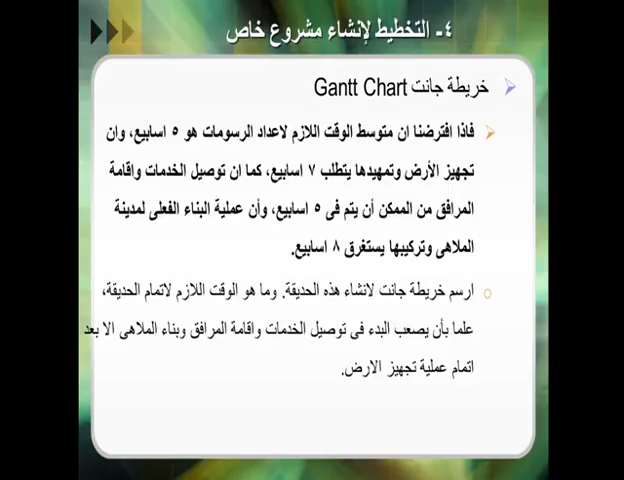 ٤- التخطيط لإنشاء مشروع خاص
خريطة جانت Gantt Chart
فاذا افترضنا ان متوسط الوقت اللازم لاعداد الرسومات هو ٥ اسابيع، وان
تجهيز الأرض وتمهيدها يتطلب ٧ اسابيع، كما ان توصيل الخدمات واقامة
المرافق من الممكن أن يتم فى ٥ اسابيع، وأن عملية البناء الفعلى لمدينة
الملاهى وتركيبها يستغرق ٨ اسابيع.
ارسم خريطة جانت لانشاء هذه الحديقة. وما هو الوقت اللازم لاتمام الحديقة،
علما بأن يصعب البدء فى توصيل الخدمات واقامة المرافق وبناء الملاهى الا بعد
اتمام عملية تجهيز الارض.